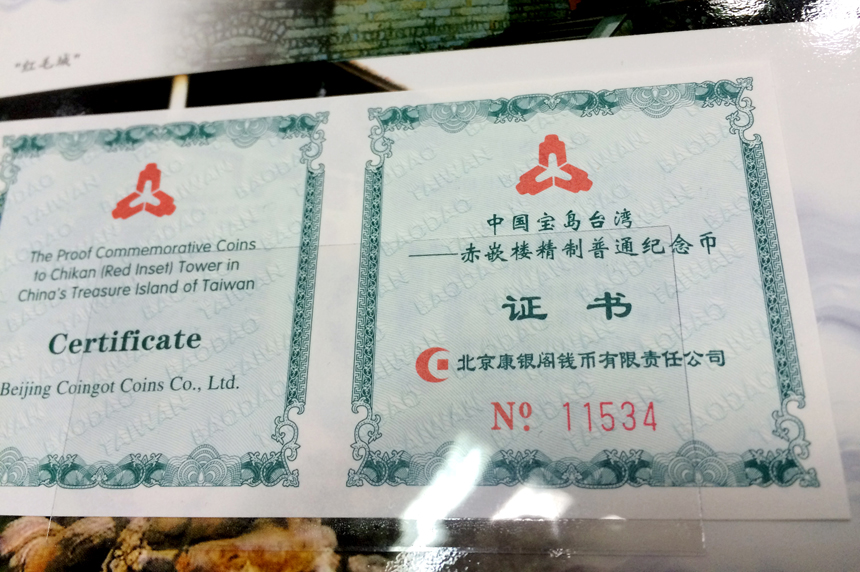 "红毛城"
The Proof Commemorative Coins
to Chikan (Red Inset) Tower in
China's Treasure Island of Taiwan
Certificate
Beijing Coingot Coins Co., Ltd.
中国宝岛台湾
——赤嵌楼精制普通纪念币
证书
北京康银阁钱币有限责任公司
Nº 11534